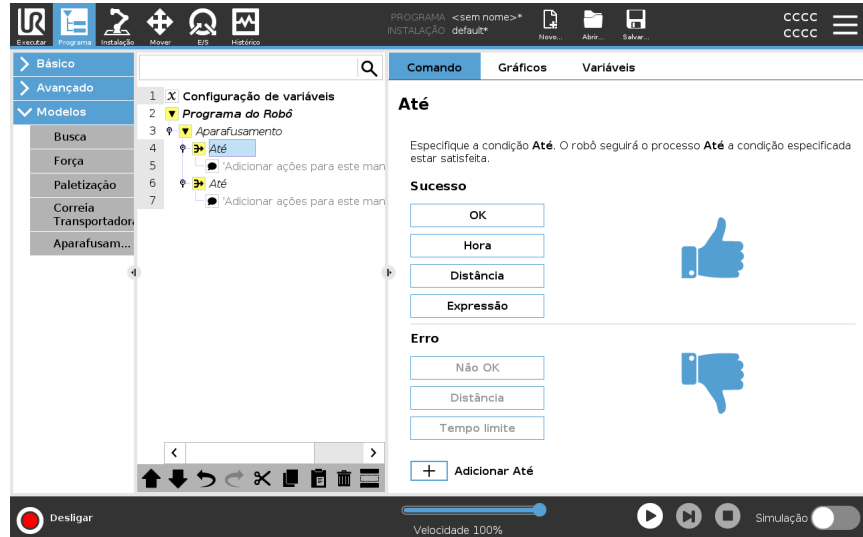 PROGRAMA <sem nome>*
INSTALAÇÃO default*
UR
Executar
Programa
Instalação
Mover
E/S
Histórico
Novo...
Abrir...
Salvar...
cccc
cccc
Básico
Avançado
Modelos
Busca
Força
Paletização
Correia
Transportador
Aparafusam...
1 X Configuração de variáveis
2 Programa do Robô
3 Aparafusamento
4 Até
5 'Adicionar ações para este man
6 Até
7 'Adicionar ações para este man
Comando
Gráficos
Variáveis
Até
Especifique a condição Até. O robô seguirá o processo Até a condição especificada
estar satisfeita.
Sucesso
OK
Hora
Distância
Expressão
Erro
Não OK
Distância
Tempo limite
+ Adicionar Até
Desligar
Velocidade 100%
Simulação